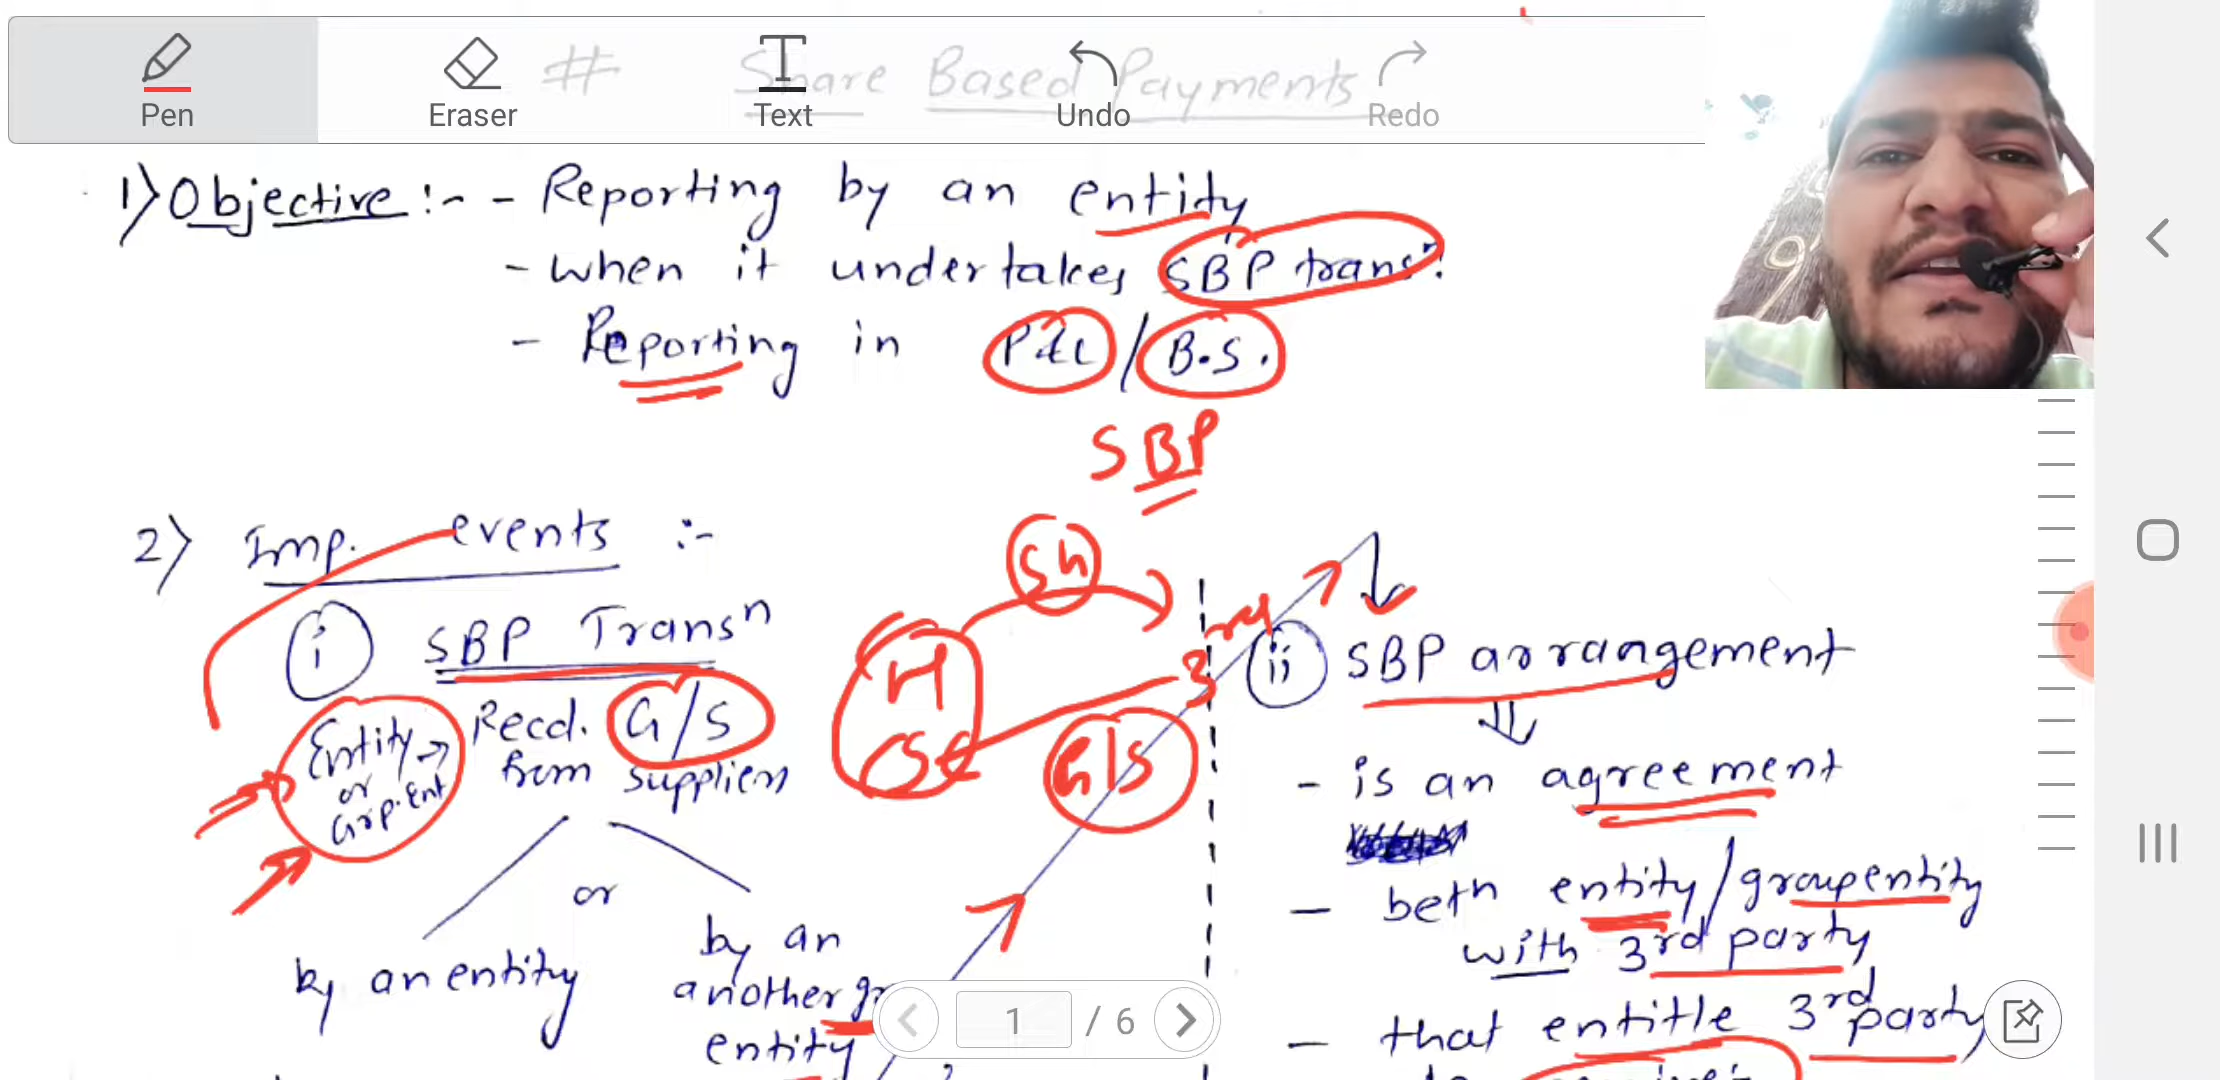 Pen
Eraser
Text
Undo
Redo
# Share Based Payments
1) Objective :- - Reporting by an entity
- when it undertakes SBP transn.
- Reporting in P&L / B.S.
SBP
2) Imp. events :-
i SBP Transn
Entity or Grp. Ent → Recd. G/S from suppliers
by an entity or by an another
entity
Sh
H
G/S
3rd
ii SBP arrangement
- is an agreement
- betn entity / group entity
with 3rd party
- that entitle 3rd party
1 / 6